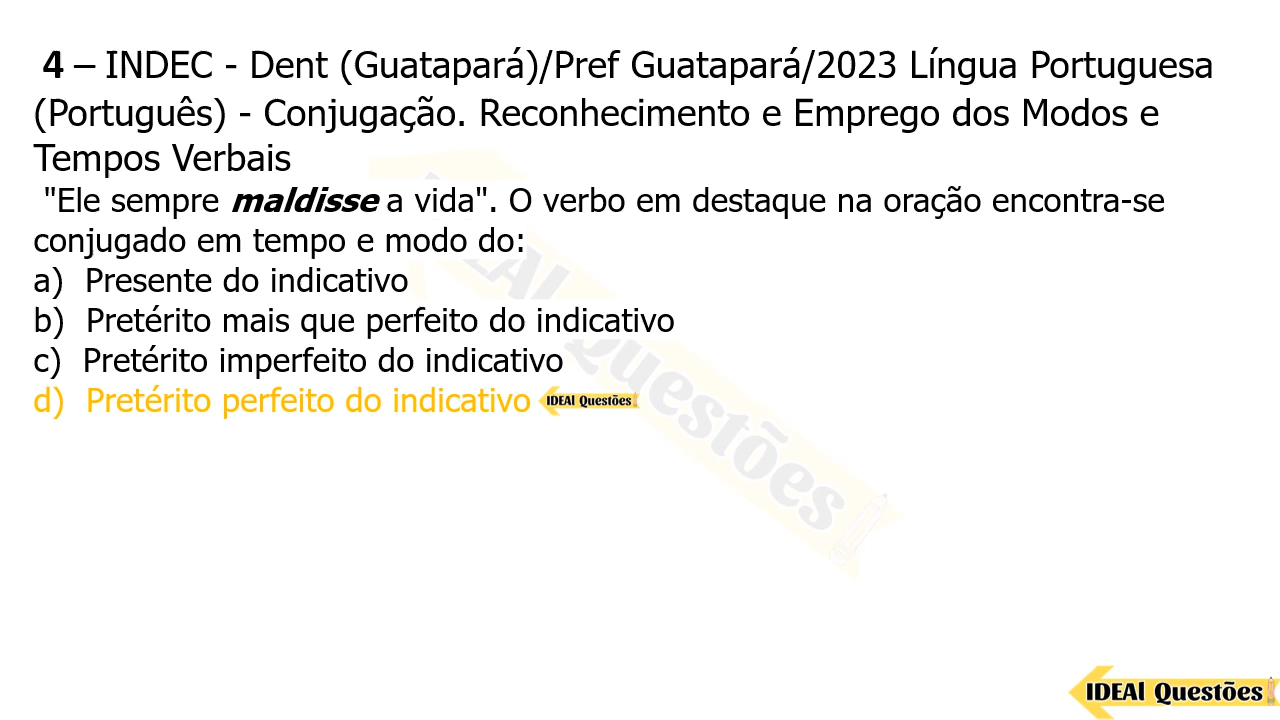 4 – INDEC - Dent (Guatapará)/Pref Guatapará/2023 Língua Portuguesa
(Português) - Conjugação. Reconhecimento e Emprego dos Modos e
Tempos Verbais
"Ele sempre maldisse a vida". O verbo em destaque na oração encontra-se
conjugado em tempo e modo do:
a) Presente do indicativo
b) Pretérito mais que perfeito do indicativo
c) Pretérito imperfeito do indicativo
d) Pretérito perfeito do indicativo IDEAl Questões
IDEAl Questões
IDEAl Questões